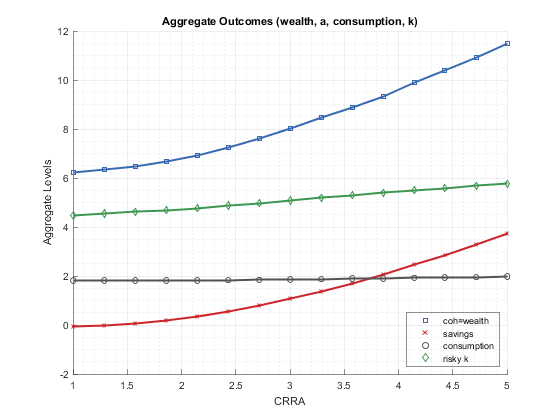 Aggregate Outcomes (wealth, a, consumption, k)
Aggregate Levels
12
10
8
6
4
2
0
-2
1
1.5
2
2.5
3
3.5
4
4.5
5
CRRA
coh=wealth
savings
consumption
risky k